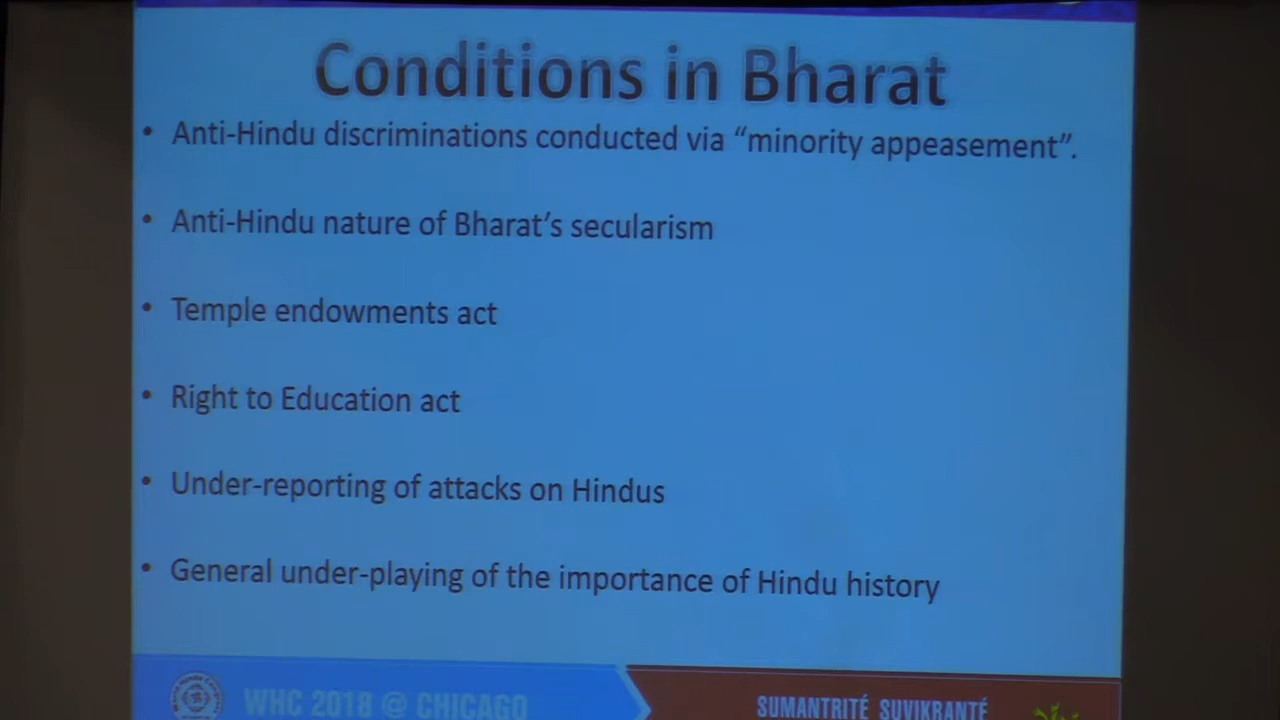 Conditions in Bharat
• Anti-Hindu discriminations conducted via “minority appeasement”.
• Anti-Hindu nature of Bharat’s secularism
• Temple endowments act
• Right to Education act
• Under-reporting of attacks on Hindus
• General under-playing of the importance of Hindu history
WHC 2018 @ CHICAGO
SUMANTRITÉ SUVIKRANTÉ